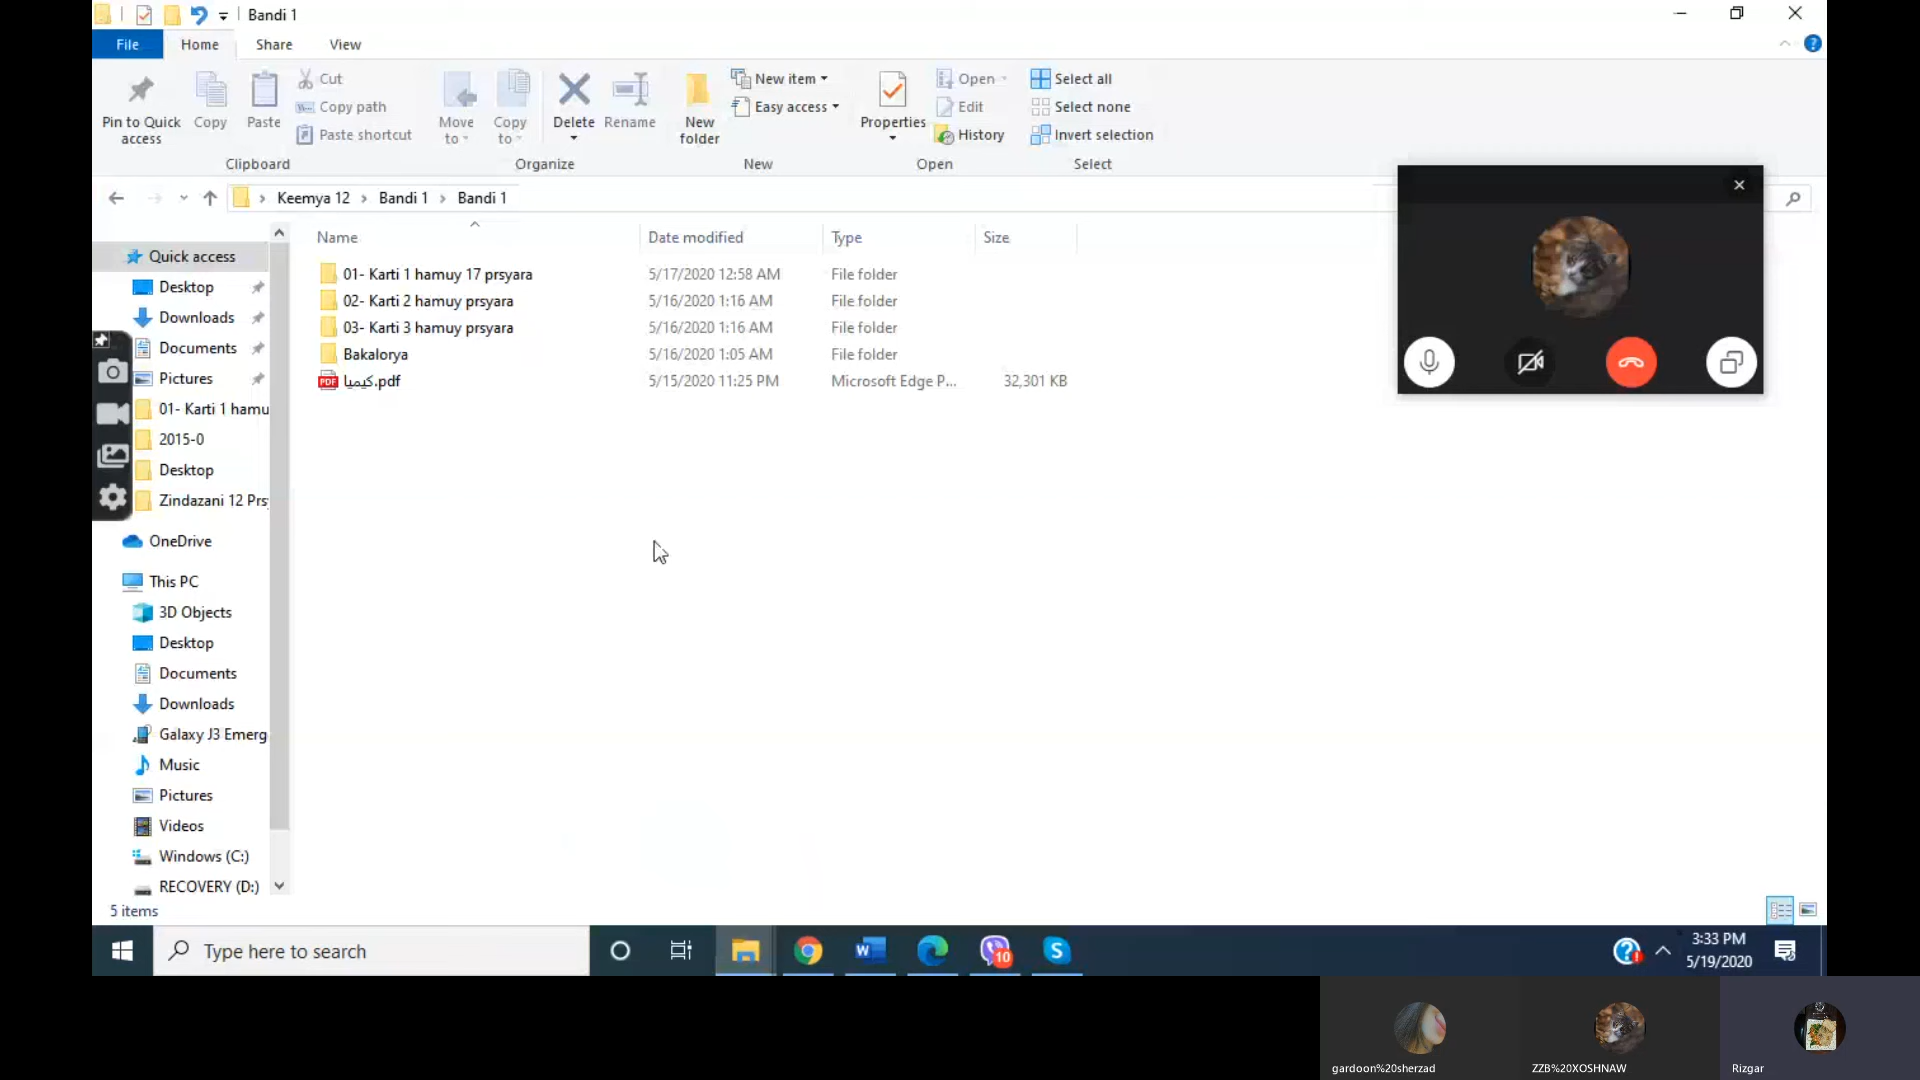 Bandi 1
File Home Share View
Pin to Quick access Copy Paste Cut Copy path Paste shortcut
Clipboard
Move to Copy to Delete Rename
Organize
New folder New item Easy access
New
Properties Open Edit History
Open
Select all Select none Invert selection
Select
Keemya 12 > Bandi 1 > Bandi 1
Name Date modified Type Size
01- Karti 1 hamuy 17 prsyara 5/17/2020 12:58 AM File folder
02- Karti 2 hamuy prsyara 5/16/2020 1:16 AM File folder
03- Karti 3 hamuy prsyara 5/16/2020 1:16 AM File folder
Bakalorya 5/16/2020 1:05 AM File folder
PDF کیمیا.pdf 5/15/2020 11:25 PM Microsoft Edge P... 32,301 KB
Quick access
Desktop
Downloads
Documents
Pictures
01- Karti 1 hamu
2015-0
Desktop
Zindazani 12 Prs
OneDrive
This PC
3D Objects
Desktop
Documents
Downloads
Galaxy J3 Emerg
Music
Pictures
Videos
Windows (C:)
RECOVERY (D:)
5 items
Type here to search
10
3:33 PM
5/19/2020
gardoon%20sherzad
ZZB%20XOSHNAW
Rizgar